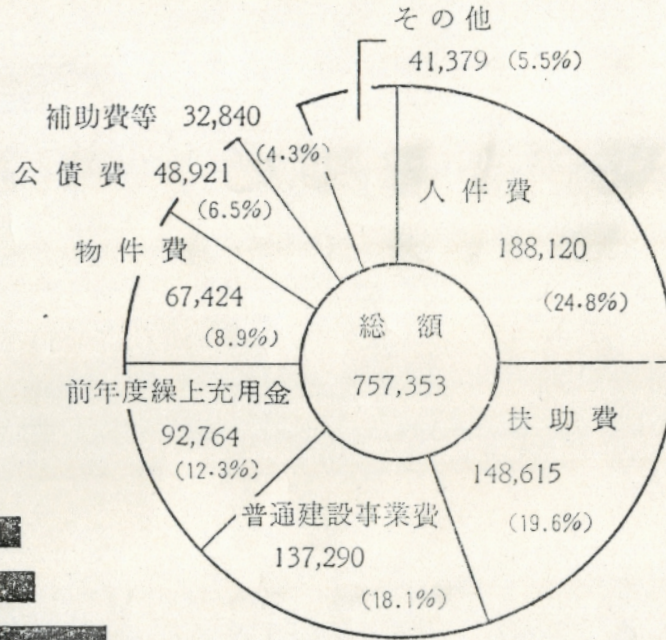 その他
41,379 (5.5%)
補助費等 32,840
(4.3%)
公債費 48,921
(6.5%)
物件費
67,424
(8.9%)
人件費
188,120
(24.8%)
総額
757,353
前年度繰上充用金
92,764
(12.3%)
扶助費
148,615
(19.6%)
普通建設事業費
137,290
(18.1%)